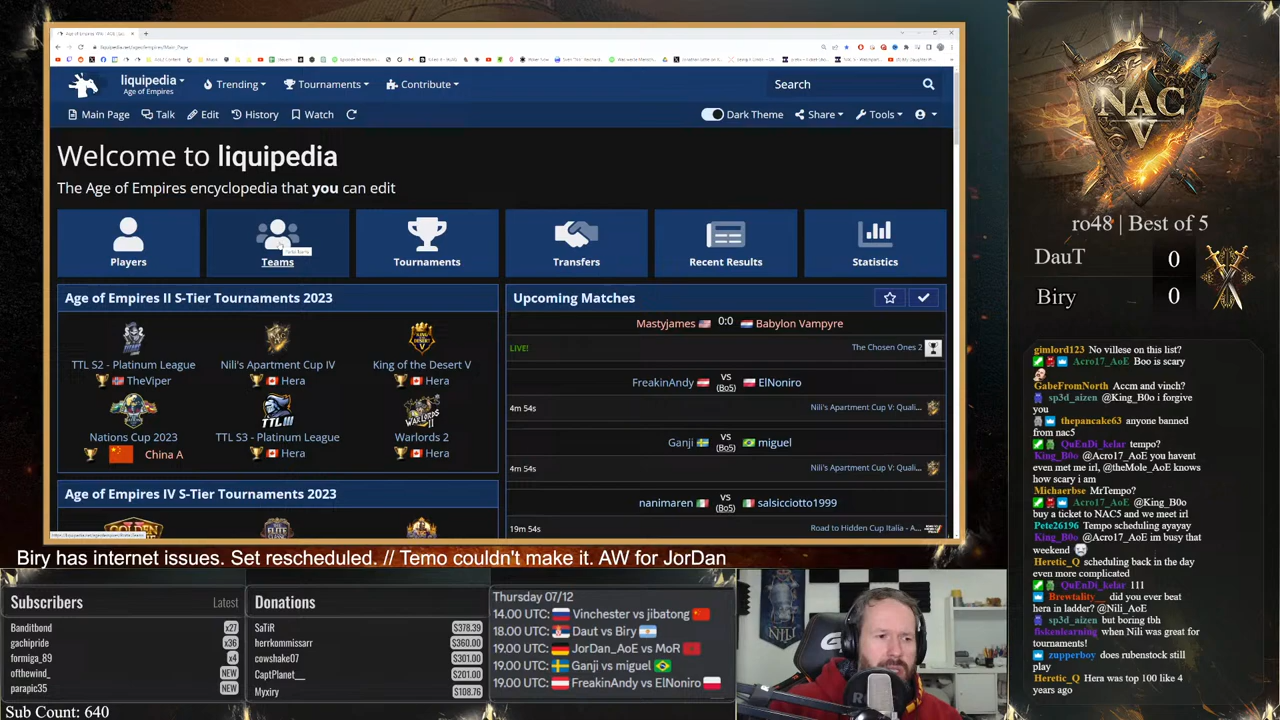 liquipedia
Age of Empires
Trending
Tournaments
Contribute
Search
Main Page
Talk
Edit
History
Watch
Dark Theme
Share
Tools
Welcome to liquipedia
The Age of Empires encyclopedia that you can edit
Players
Teams
Tournaments
Transfers
Recent Results
Statistics
Age of Empires II S-Tier Tournaments 2023
TTL S2 - Platinum League
TheViper
Nili's Apartment Cup IV
Hera
King of the Desert V
Hera
Nations Cup 2023
China A
TTL S3 - Platinum League
Hera
Warlords 2
Hera
Age of Empires IV S-Tier Tournaments 2023
Upcoming Matches
Mastyjames 0:0 Babylon Vampyre
LIVE! The Chosen Ones 2
FreakinAndy vs ElNoniro
(Bo5)
4m 54s Nili's Apartment Cup V: Quali...
Ganji vs miguel
(Bo5)
4m 54s Nili's Apartment Cup V: Quali...
nanimaren vs salsicciotto1999
(Bo5)
19m 54s Road to Hidden Cup Italia - A...
Biry has internet issues. Set rescheduled. // Temo couldn't make it. AW for JorDan
Subscribers Latest
Banditbond x27
gachipride x36
formiga_89 x4
ofthewind_ NEW
parapic35 NEW
Sub Count: 640
Donations
SaTiR $378.39
herrkommissarr $360.00
cowshake07 $301.00
CaptPlanet__ $201.00
Myxiry $108.76
Thursday 07/12
14.00 UTC: Vinchester vs jibatong
18.00 UTC: Daut vs Biry
19.00 UTC: JorDan_AoE vs MoR
19.00 UTC: Ganji vs miguel
19.00 UTC: FreakinAndy vs ElNoniro
NAC
V
ro48 | Best of 5
DauT 0
Biry 0
gimlord123 No villese on this list?
Acro17_AoE Boo is scary
GabeFromNorth Accm and vinch?
sp3d_aizen @King_B0o i forgive
you
thepancake63 anyone banned
from nac5
QuEnDi_kelar tempo?
King_B0o @Acro17_AoE you havent
even met me irl, @theMole_AoE knows
how scary i am
Michaerbse MrTempo?
Acro17_AoE @King_B0o
buy a ticket to NAC5 and we meet irl
Pete26196 Tempo scheduling ayayay
King_B0o @Acro17_AoE im busy that
weekend
Heretic_Q scheduling back in the day
even more complicated
QuEnDi_kelar 111
Brewtality__ did you ever beat
hera in ladder? @Nili_AoE
sp3d_aizen but boring tbh
fiskenlearning when Nili was great for
tournaments!
zupperboy does rubenstock still
play
Heretic_Q Hera was top 100 like 4
years ago